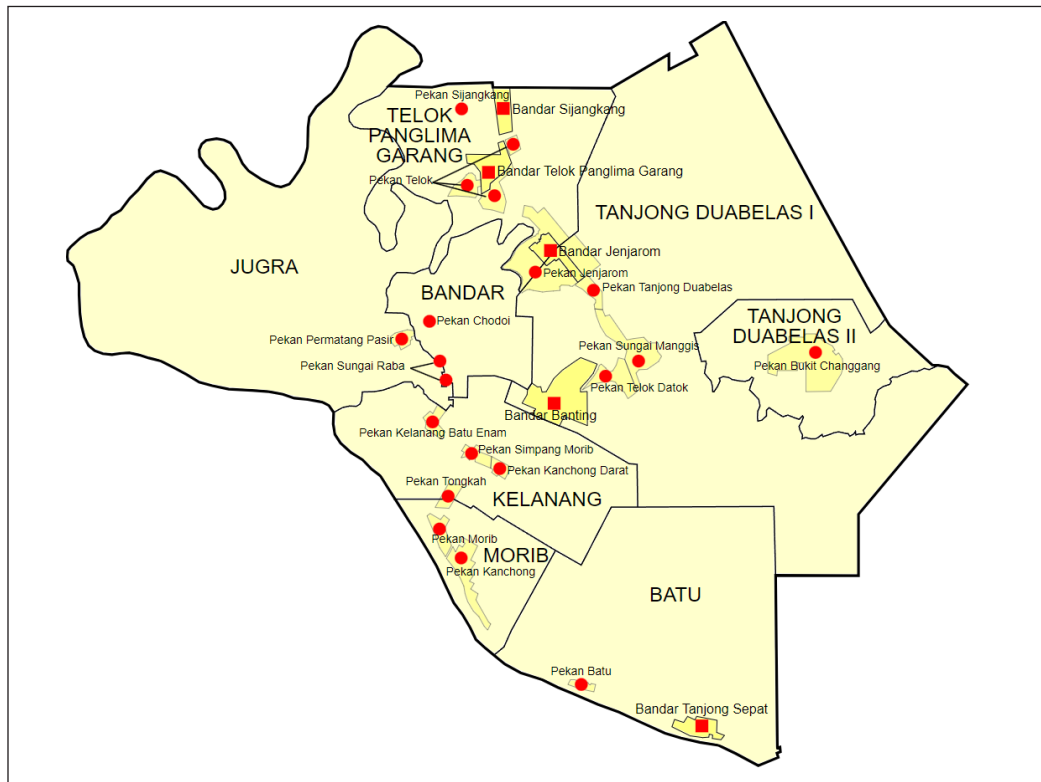 Pekan Sijangkang
Bandar Sijangkang
TELOK
PANGLIMA
GARANG
Bandar Telok Panglima Garang
Pekan Telok
TANJONG DUABELAS I
JUGRA
Bandar Jenjarom
Pekan Jenjarom
BANDAR
Pekan Tanjong Duabelas
Pekan Chodoi
TANJONG
DUABELAS II
Pekan Permatang Pasir
Pekan Sungai Manggis
Pekan Sungai Raba
Pekan Bukit Changgang
Pekan Telok Datok
Bandar Banting
Pekan Kelanang Batu Enam
Pekan Simpang Morib
Pekan Kanchong Darat
Pekan Tongkah
KELANANG
Pekan Morib
MORIB
Pekan Kanchong
BATU
Pekan Batu
Bandar Tanjong Sepat